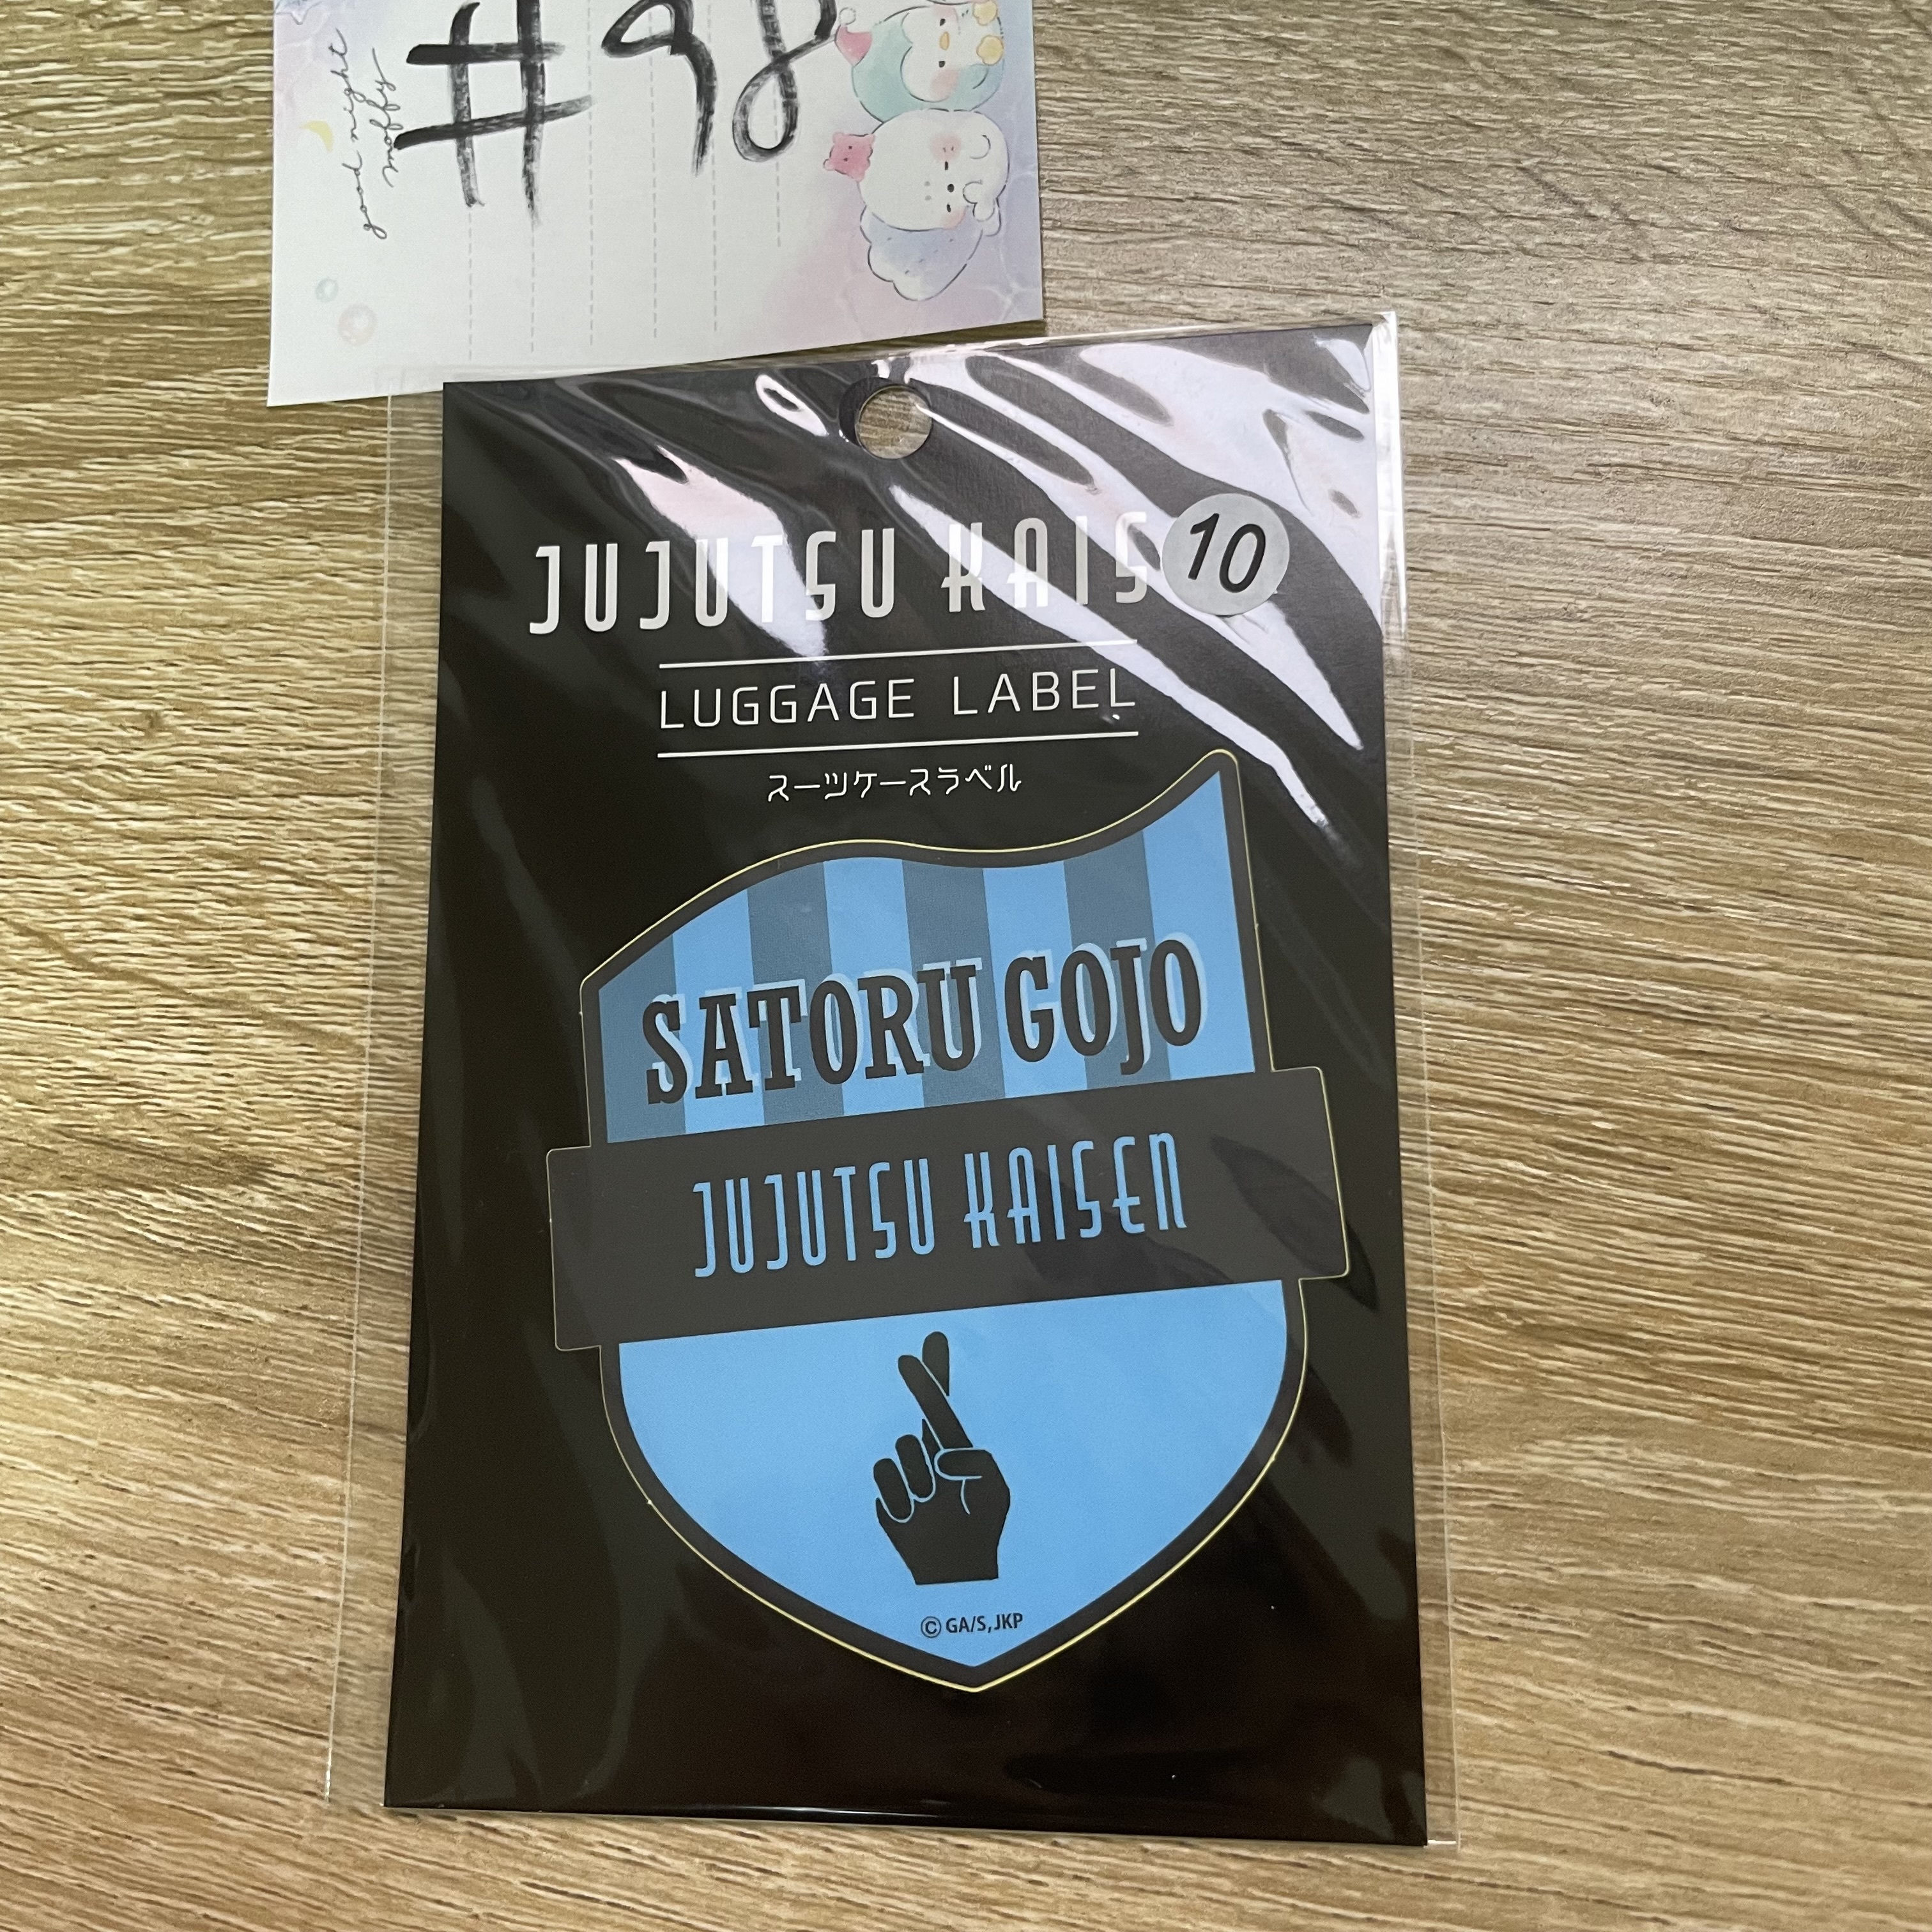 #98
good night
moffy
JUJUTSU KAIS
10
LUGGAGE LABEL
スーツケースラベル
SATORU GOJO
JUJUTSU KAISEN
© GA/S, JKP